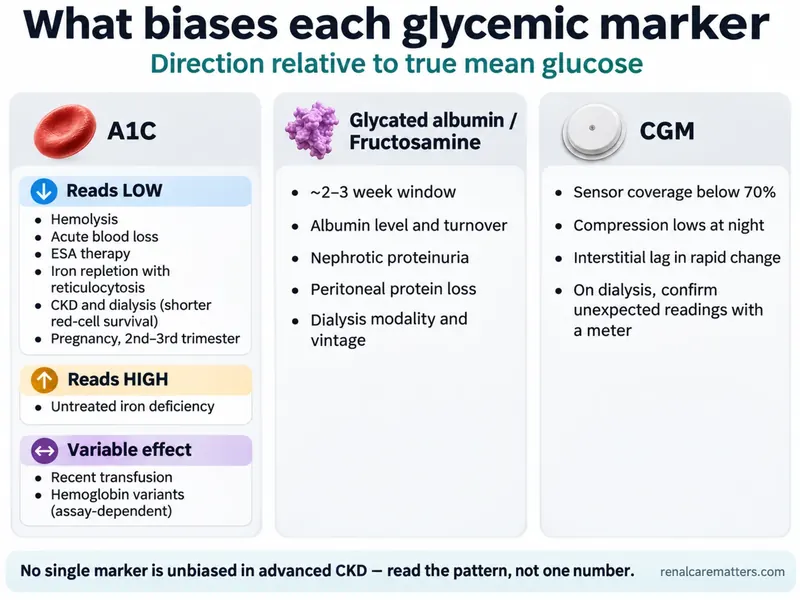 What biases each glycemic marker
Direction relative to true mean glucose
A1C
Reads LOW
• Hemolysis
• Acute blood loss
• ESA therapy
• Iron repletion with
reticulocytosis
• CKD and dialysis (shorter
red-cell survival)
• Pregnancy, 2nd–3rd trimester
Reads HIGH
• Untreated iron deficiency
Variable effect
• Recent transfusion
• Hemoglobin variants
(assay-dependent)
Glycated albumin /
Fructosamine
• ~2–3 week window
• Albumin level and turnover
• Nephrotic proteinuria
• Peritoneal protein loss
• Dialysis modality and
vintage
CGM
• Sensor coverage below 70%
• Compression lows at night
• Interstitial lag in rapid change
• On dialysis, confirm
unexpected readings with
a meter
No single marker is unbiased in advanced CKD — read the pattern, not one number.
renalcarematters.com